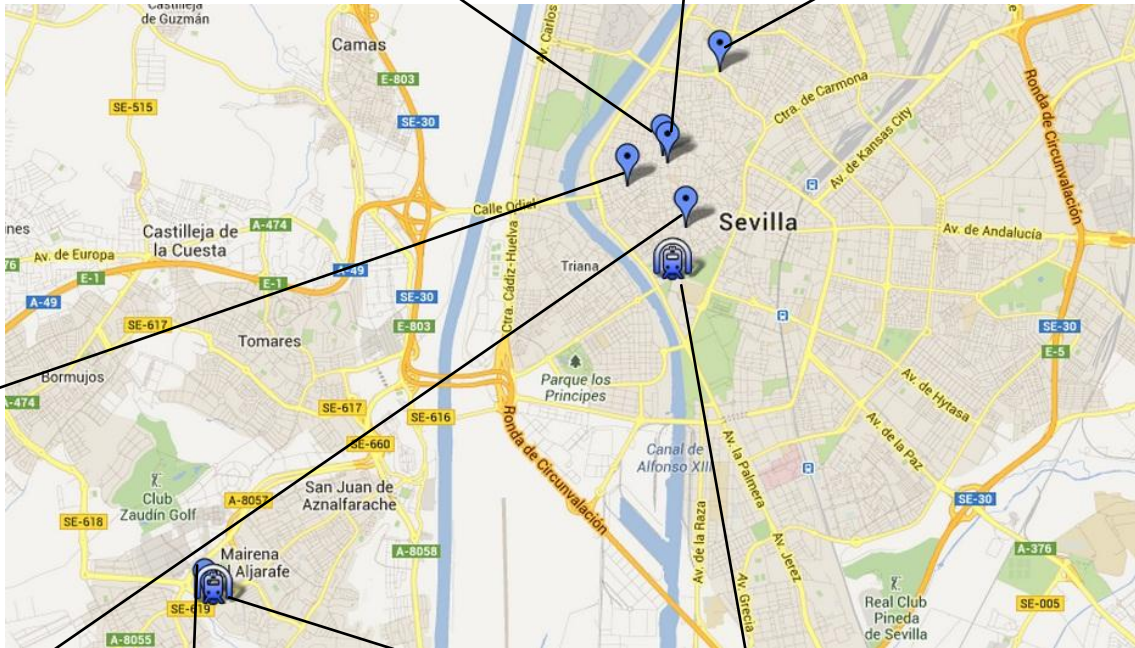 Castilleja
de Guzmán
Av. Carlos
Camas
E-803
SE-515
SE-30
Ctra. de Carmona
Av. de Kansas City
Ronda de Circunvalación
Calle Odiel
A-474
Castilleja de
la Cuesta
Sevilla
Av. de Andalucía
nes
76
Av. de Europa
E-1
A-49
Triana
Ctra. Cádiz-Huelva
E-1
A-49
SE-30
SE-617
E-803
SE-30
Tomares
E-5
Bormujos
Parque los
Principes
A-474
SE-617
SE-616
Av. de Hytasa
SE-660
Ronda de Circunvalación
Canal de
Alfonso XIII
Av. la Palmera
Av. de la Paz
San Juan de
Aznalfarache
Club
Zaudín Golf
A-8057
SE-30
SE-618
Av. de la Raza
Av. Jerez
Mairena
l Aljarafe
A-8058
A-376
SE-619
Av. Grecia
Real Club
Pineda
de Sevilla
SE-005
A-8055